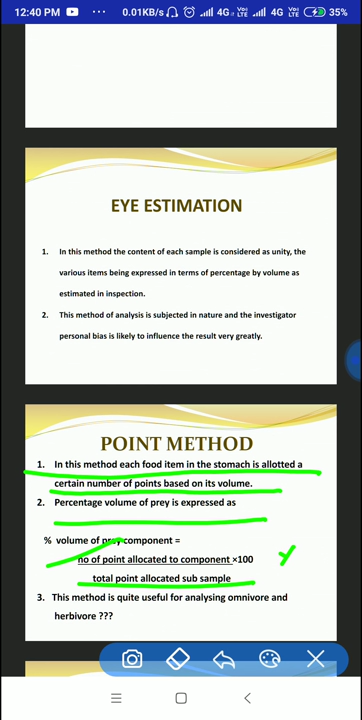 12:40 PM ... 0.01KB/s 4G Voi LTE 4G Voi LTE 35%
EYE ESTIMATION
1. In this method the content of each sample is considered as unity, the
various items being expressed in terms of percentage by volume as
estimated in inspection.
2. This method of analysis is subjected in nature and the investigator
personal bias is likely to influence the result very greatly.
POINT METHOD
1. In this method each food item in the stomach is allotted a
certain number of points based on its volume.
2. Percentage volume of prey is expressed as
% volume of prey component =
no of point allocated to component ×100
total point allocated sub sample
3. This method is quite useful for analysing omnivore and
herbivore ???